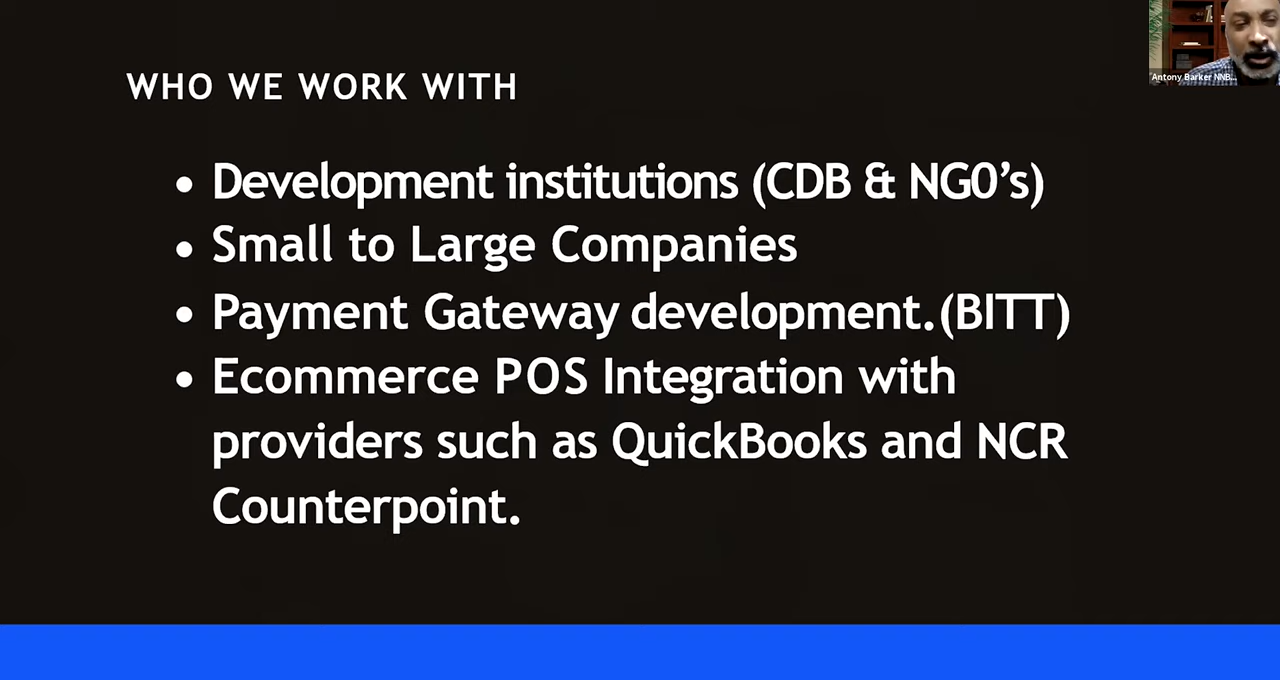 WHO WE WORK WITH
Antony Barker NNB...
• Development institutions (CDB & NG0’s)
• Small to Large Companies
• Payment Gateway development.(BITT)
• Ecommerce POS Integration with
providers such as QuickBooks and NCR
Counterpoint.